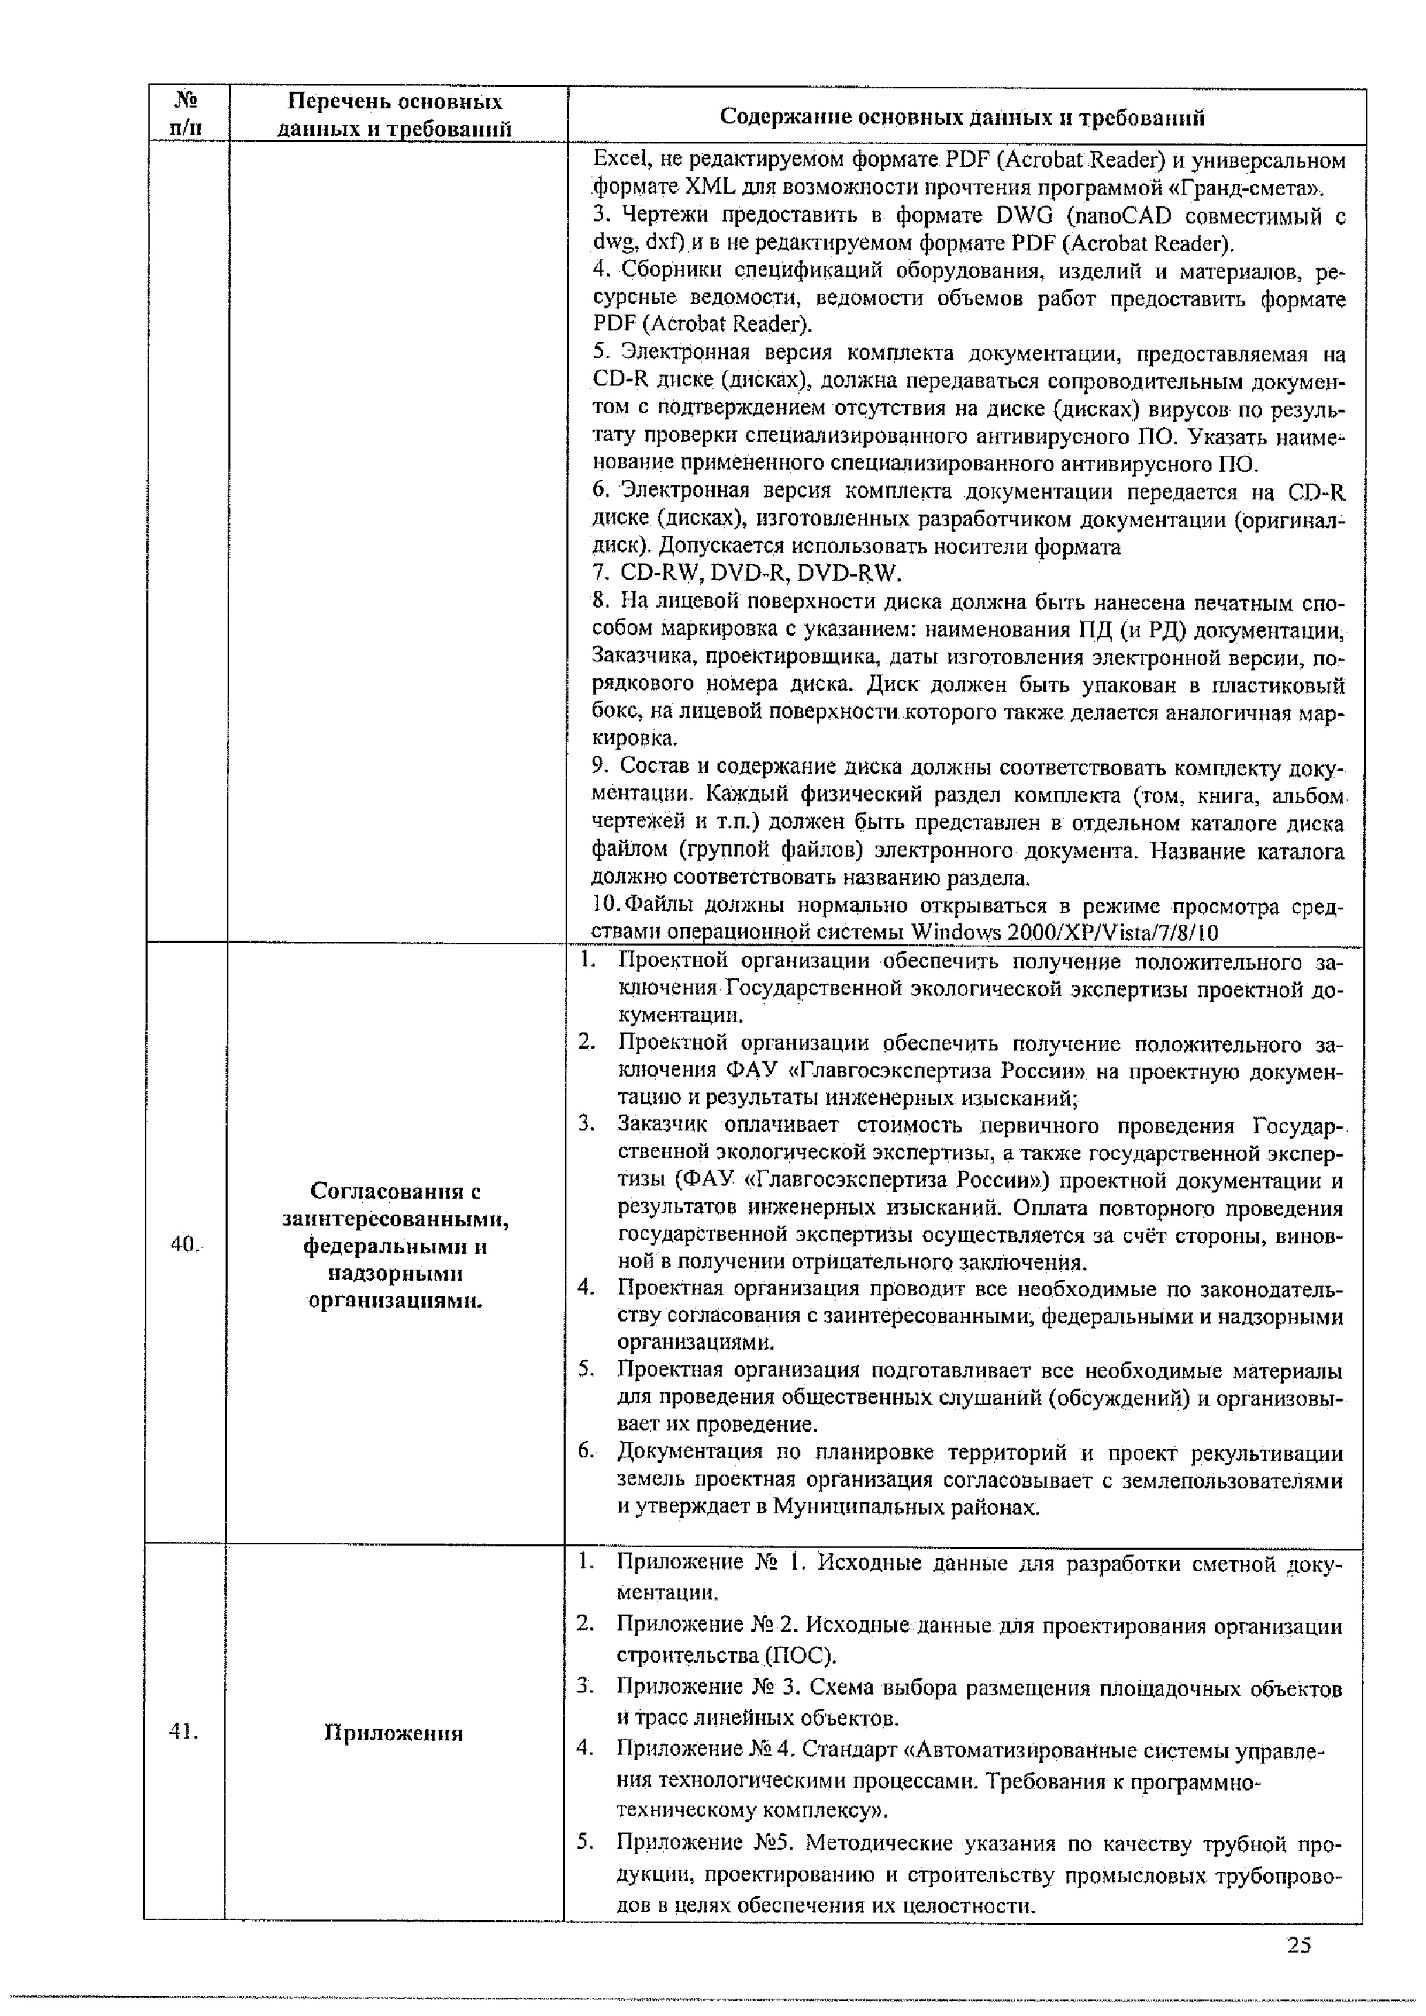 № п/п
Перечень основных данных и требований
Содержание основных данных и требований
Excel, не редактируемом формате PDF (Acrobat Reader) и универсальном
формате XML для возможности прочтения программой «Гранд-смета».
3. Чертежи предоставить в формате DWG (nanoCAD совместимый с
dwg, dxf) и в не редактируемом формате PDF (Acrobat Reader).
4. Сборники спецификаций оборудования, изделий и материалов, ре-
сурсные ведомости, ведомости объемов работ предоставить формате
PDF (Acrobat Reader).
5. Электронная версия комплекта документации, предоставляемая на
CD-R диске (дисках), должна передаваться сопроводительным докумен-
том с подтверждением отсутствия на диске (дисках) вирусов по резуль-
тату проверки специализированного антивирусного ПО. Указать наиме-
нование примененного специализированного антивирусного ПО.
6. Электронная версия комплекта документации передается на CD-R
диске (дисках), изготовленных разработчиком документации (оригинал-
диск). Допускается использовать носители формата
7. CD-RW, DVD-R, DVD-RW.
8. На лицевой поверхности диска должна быть нанесена печатным спо-
собом маркировка с указанием: наименования ПД (и РД) документации,
Заказчика, проектировщика, даты изготовления электронной версии, по-
рядкового номера диска. Диск должен быть упакован в пластиковый
бокс, на лицевой поверхности которого также делается аналогичная мар-
кировка.
9. Состав и содержание диска должны соответствовать комплекту доку-
ментации. Каждый физический раздел комплекта (том, книга, альбом
чертежей и т.п.) должен быть представлен в отдельном каталоге диска
файлом (группой файлов) электронного документа. Название каталога
должно соответствовать названию раздела.
10. Файлы должны нормально открываться в режиме просмотра сред-
ствами операционной системы Windows 2000/XP/Vista/7/8/10
40.
Согласования с
заинтересованными,
федеральными и
надзорными
организациями.
1. Проектной организации обеспечить получение положительного за-
ключения Государственной экологической экспертизы проектной до-
кументации.
2. Проектной организации обеспечить получение положительного за-
ключения ФАУ «Главгосэкспертиза России» на проектную докумен-
тацию и результаты инженерных изысканий;
3. Заказчик оплачивает стоимость первичного проведения Государ-
ственной экологической экспертизы, а также государственной экспер-
тизы (ФАУ «Главгосэкспертиза России») проектной документации и
результатов инженерных изысканий. Оплата повторного проведения
государственной экспертизы осуществляется за счёт стороны, винов-
ной в получении отрицательного заключения.
4. Проектная организация проводит все необходимые по законодатель-
ству согласования с заинтересованными, федеральными и надзорными
организациями.
5. Проектная организация подготавливает все необходимые материалы
для проведения общественных слушаний (обсуждений) и организовы-
вает их проведение.
6. Документация по планировке территорий и проект рекультивации
земель проектная организация согласовывает с землепользователями
и утверждает в Муниципальных районах.
41.
Приложения
1. Приложение № 1. Исходные данные для разработки сметной доку-
ментации.
2. Приложение № 2. Исходные данные для проектирования организации
строительства (ПОС).
3. Приложение № 3. Схема выбора размещения площадочных объектов
и трасс линейных объектов.
4. Приложение № 4. Стандарт «Автоматизированные системы управле-
ния технологическими процессами. Требования к программно-
техническому комплексу».
5. Приложение №5. Методические указания по качеству трубной про-
дукции, проектированию и строительству промысловых трубопрово-
дов в целях обеспечения их целостности.
25